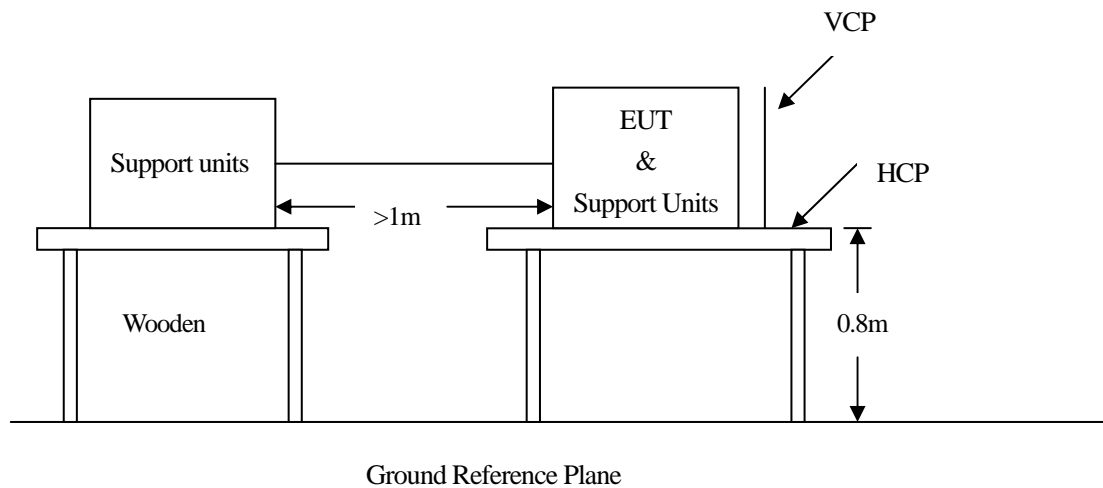 VCP
EUT
&
Support Units
Support units
HCP
>1m
Wooden
0.8m
Ground Reference Plane